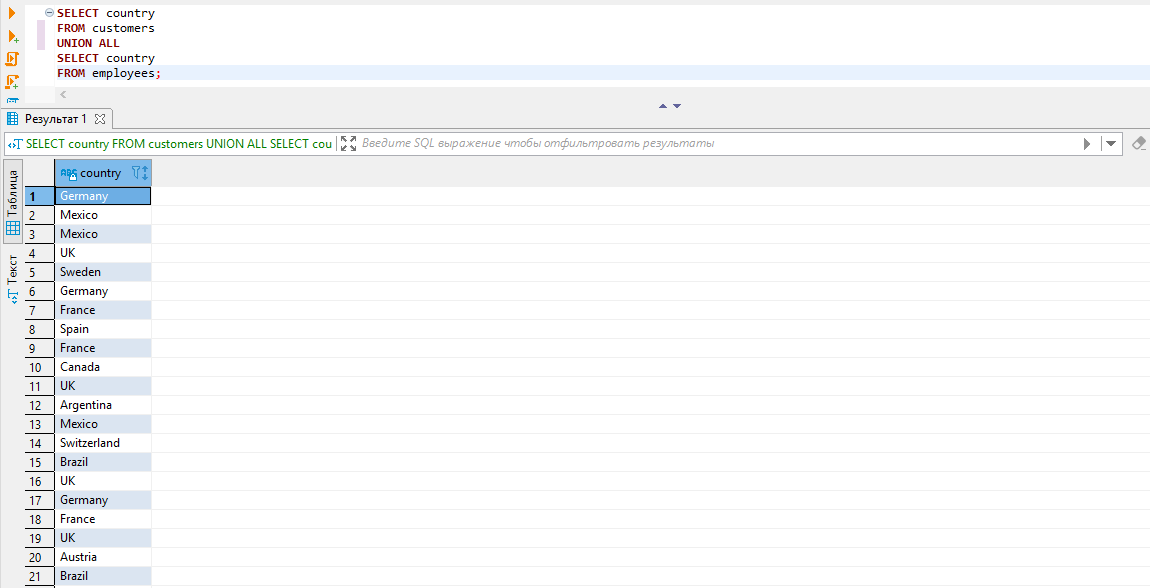 SELECT country
FROM customers
UNION ALL
SELECT country
FROM employees;
Результат 1
SELECT country FROM customers UNION ALL SELECT cou
Введите SQL выражение чтобы отфильтровать результаты
Таблица
Текст
ABC country
1 Germany
2 Mexico
3 Mexico
4 UK
5 Sweden
6 Germany
7 France
8 Spain
9 France
10 Canada
11 UK
12 Argentina
13 Mexico
14 Switzerland
15 Brazil
16 UK
17 Germany
18 France
19 UK
20 Austria
21 Brazil